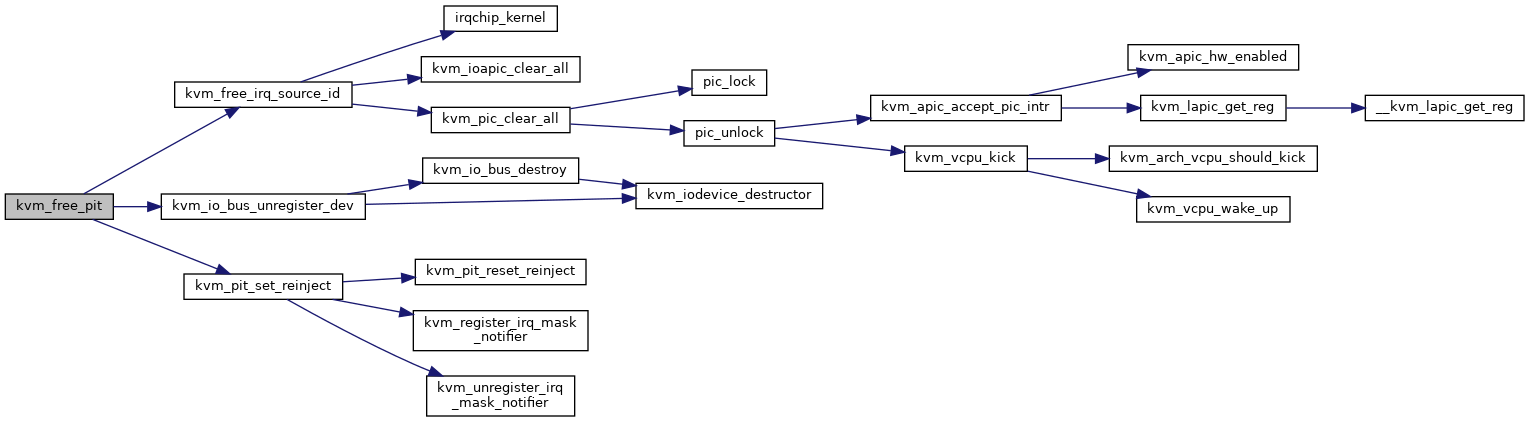 irqchip_kernel
kvm_ioapic_clear_all
kvm_free_irq_source_id
kvm_pic_clear_all
pic_lock
pic_unlock
kvm_apic_hw_enabled
kvm_apic_accept_pic_intr
kvm_lapic_get_reg
__kvm_lapic_get_reg
kvm_vcpu_kick
kvm_arch_vcpu_should_kick
kvm_vcpu_wake_up
kvm_free_pit
kvm_io_bus_unregister_dev
kvm_io_bus_destroy
kvm_iodevice_destructor
kvm_pit_set_reinject
kvm_pit_reset_reinject
kvm_register_irq_mask
_notifier
kvm_unregister_irq
_mask_notifier